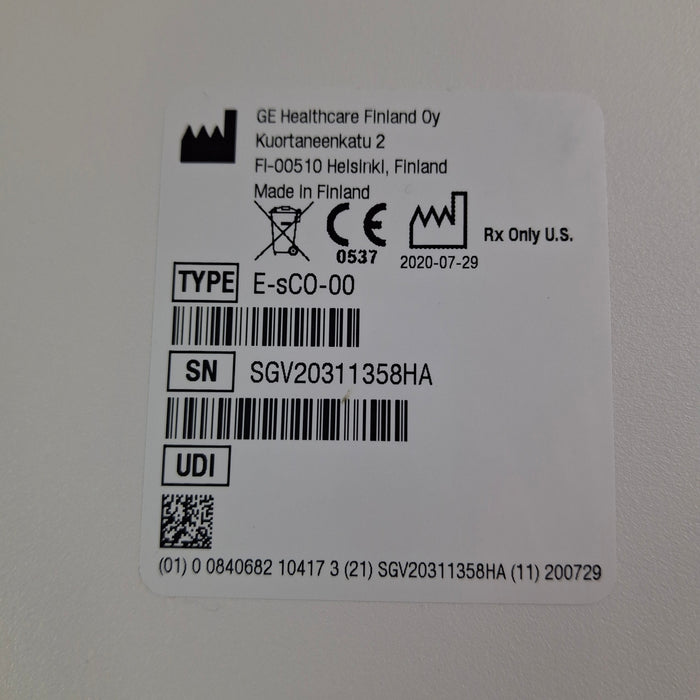 GE Healthcare Finland Oy
Kuortaneenkatu 2
FI-00510 Helsinki, Finland
Made in Finland
CE
0537
2020-07-29
Rx Only U.S.
TYPE E-sCO-00
SN SGV20311358HA
UDI
(01) 0 0840682 10417 3 (21) SGV20311358HA (11) 200729